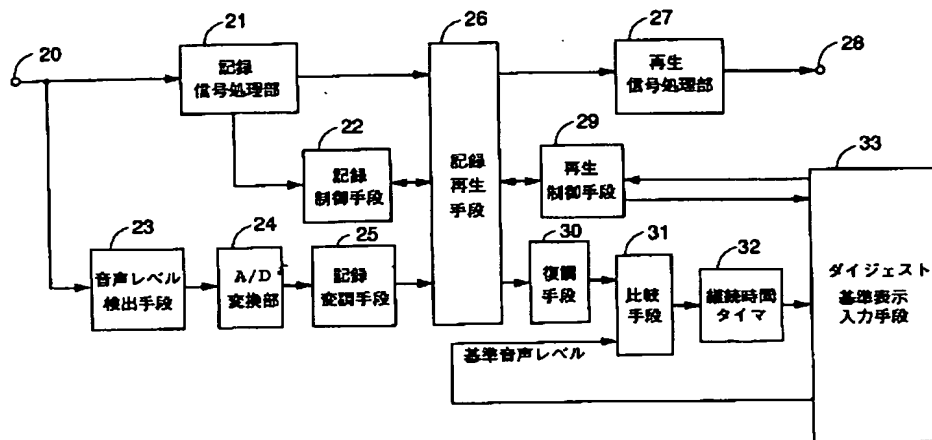 20
21
記録
信号処理部
26
記録
再生
手段
27
再生
信号処理部
28
22
記録
制御手段
29
再生
制御手段
33
ダイジェスト
基準表示
入力手段
23
音声レベル
検出手段
24
A/D
変換部
25
記録
変調手段
30
復調
手段
31
比較
手段
32
継続時間
タイマ
基準音声レベル